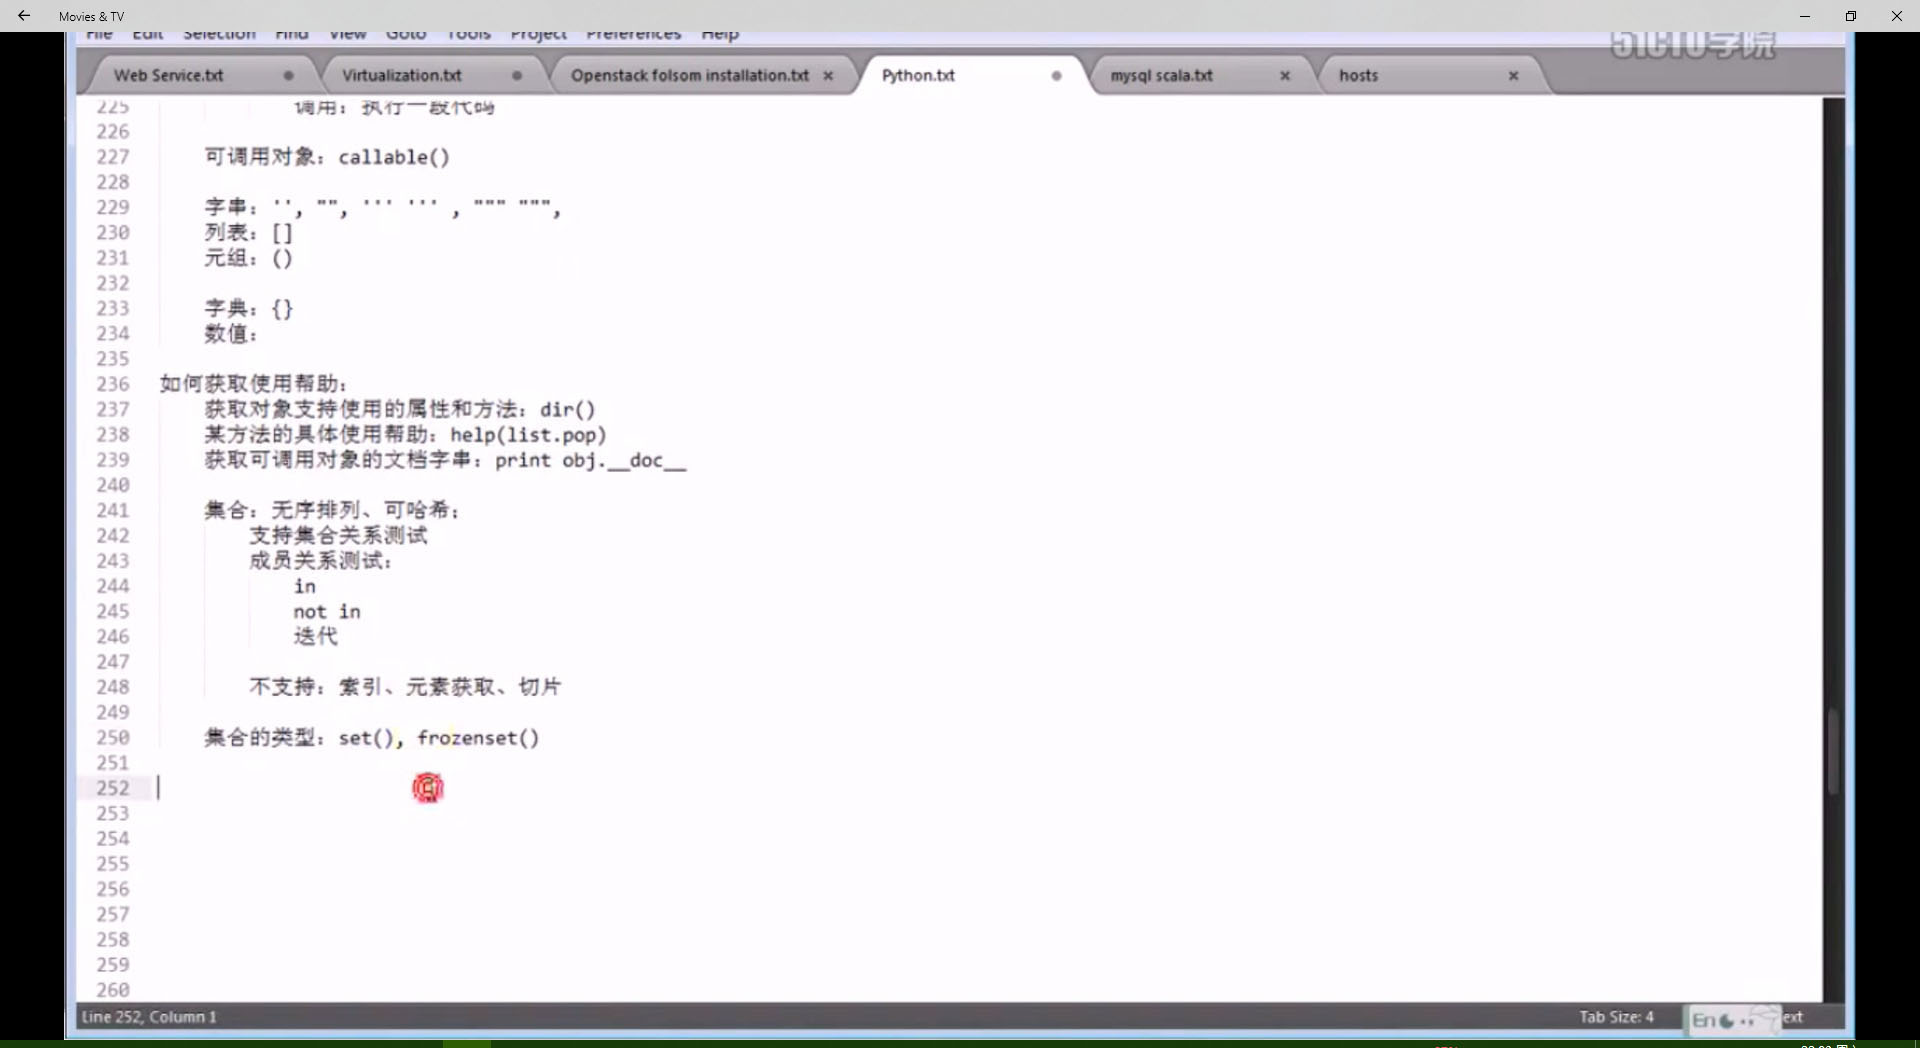 Movies & TV
File Edit Selection Find View Goto Tools Project Preferences Help
51CTO学院
Web Service.txt Virtualization.txt Openstack folsom installation.txt Python.txt mysql scala.txt hosts
225 调用：执行一段代码
226
227 可调用对象：callable()
228
229 字串：'', "", ''' ''' , """ """,
230 列表：[]
231 元组：()
232
233 字典：{}
234 数值：
235
236 如何获取使用帮助：
237 获取对象支持使用的属性和方法：dir()
238 某方法的具体使用帮助：help(list.pop)
239 获取可调用对象的文档字串：print obj.__doc__
240
241 集合：无序排列、可哈希；
242 支持集合关系测试
243 成员关系测试：
244 in
245 not in
246 迭代
247
248 不支持：索引、元素获取、切片
249
250 集合的类型：set(), frozenset()
251
252
253
254
255
256
257
258
259
260
Line 252, Column 1 Tab Size: 4 En